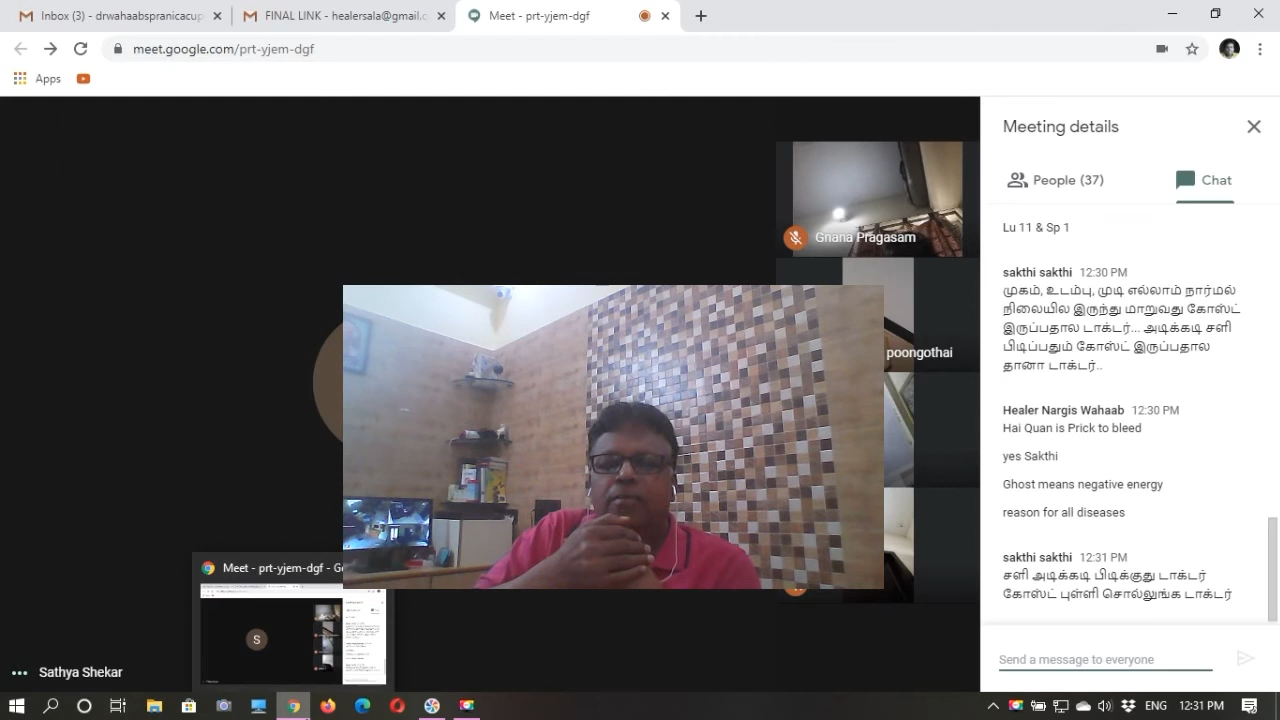 Inbox (3) - drwhaabspranicacup
FINAL LINK - healersala@gmail.c
Meet - prt-yjem-dgf
meet.google.com/prt-yjem-dgf
Apps
Meeting details
People (37)
Chat
Lu 11 & Sp 1
sakthi sakthi 12:30 PM
முகம், உடம்பு, முடி எல்லாம் நார்மல்
நிலையில இருந்து மாறுவது கோஸ்ட்
இருப்பதால டாக்டர்... அடிக்கடி சளி
பிடிப்பதும் கோஸ்ட் இருப்பதால
தானா டாக்டர்..
Healer Nargis Wahaab 12:30 PM
Hai Quan is Prick to bleed
yes Sakthi
Ghost means negative energy
reason for all diseases
sakthi sakthi 12:31 PM
சளி அடிக்கடி பிடிக்குது டாக்டர்
கோஸ்ட் புள்ளி சொல்லுங்க டாக்டர்
Send a message to everyone
Gnana Pragasam
poongothai
Meet - prt-yjem-dgf - G
S
ENG
12:31 PM